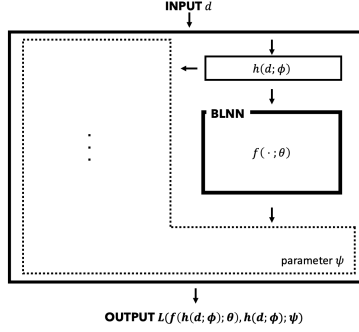 INPUT d
h(d; ϕ)
BLNN
f( · ; θ)
parameter ψ
OUTPUT L(f(h(d; ϕ); θ), h(d; ϕ); ψ)